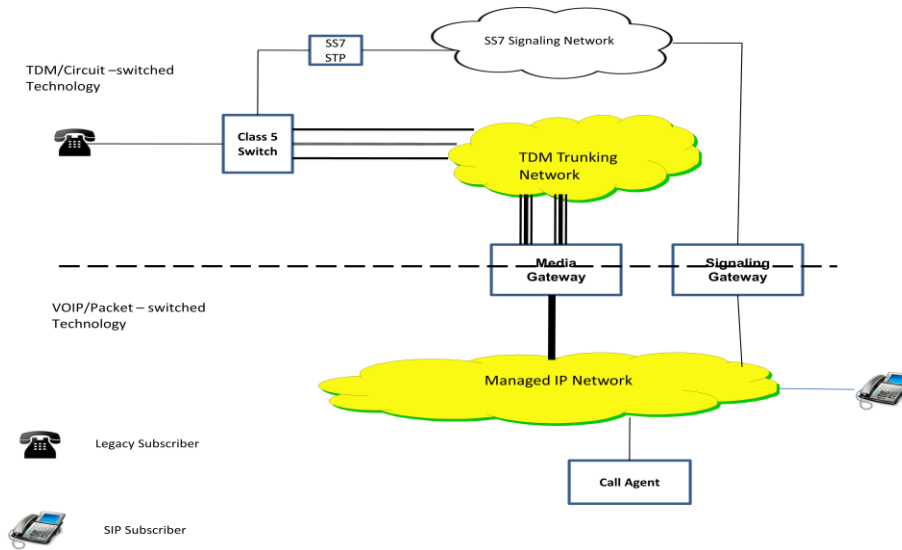 SS7
STP
SS7 Signaling Network
TDM/Circuit –switched
Technology
Class 5
Switch
TDM Trunking
Network
Media
Gateway
Signaling
Gateway
VOIP/Packet – switched
Technology
Managed IP Network
Legacy Subscriber
Call Agent
SIP Subscriber